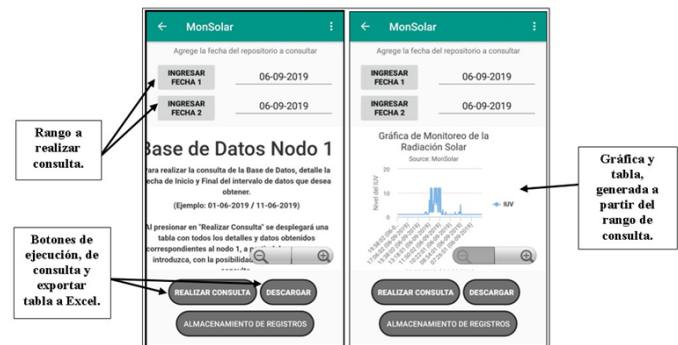 MonSolar
Agrege la fecha del repositorio a consultar
INGRESAR
FECHA 1
06-09-2019
INGRESAR
FECHA 2
06-09-2019
Base de Datos Nodo 1
Para realizar la consulta de la Base de Datos, detalle la
fecha de Inicio y Final del intervalo de datos que desea
obtener.
(Ejemplo: 01-06-2019 / 11-06-2019)
Al presionar en "Realizar Consulta" se desplegará una
tabla con todos los detalles y datos obtenidos
correspondientes al nodo 1, a
introduzca, con la posibilidad
REALIZAR CONSULTA
DESCARGAR
ALMACENAMIENTO DE REGISTROS
MonSolar
Agrege la fecha del repositorio a consultar
INGRESAR
FECHA 1
06-09-2019
INGRESAR
FECHA 2
06-09-2019
Gráfica de Monitoreo de la
Radiación Solar
Source: MonSolar
Nivel del IUV
20
10
0
IUV
REALIZAR CONSULTA
DESCARGAR
ALMACENAMIENTO DE REGISTROS
Rango a
realizar
consulta.
Botones de
ejecución, de
consulta y
exportar
tabla a Excel.
Gráfica y
tabla,
generada a
partir del
rango de
consulta.